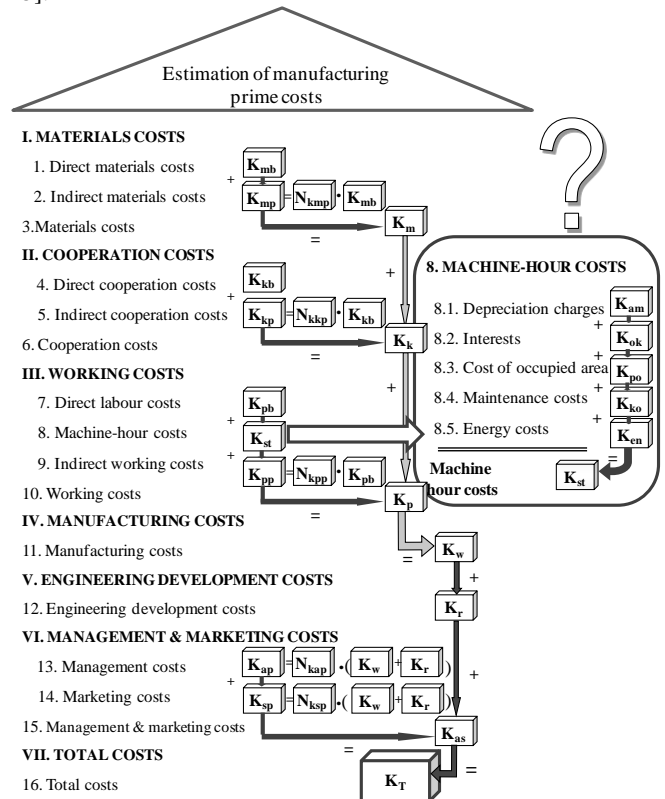 Estimation of manufacturing
prime costs
?
I. MATERIALS COSTS
1. Direct materials costs
+ K_mb
2. Indirect materials costs
K_mp = N_kmp · K_mb
3.Materials costs
= K_m
+
II. COOPERATION COSTS
4. Direct cooperation costs
+ K_kb
5. Indirect cooperation costs
K_kp = N_kkp · K_kb
6. Cooperation costs
= K_k
+
III. WORKING COSTS
7. Direct labour costs
K_pb
+
8. Machine-hour costs
K_st
+
9. Indirect working costs
K_pp = N_kpp · K_pb
10. Working costs
= K_p
8. MACHINE-HOUR COSTS
8.1. Depreciation charges K_am
+
8.2. Interests K_ok
+
8.3. Cost of occupied area K_po
+
8.4. Maintenance costs K_ko
+
8.5. Energy costs K_en
=
Machine
hour costs K_st
IV. MANUFACTURING COSTS
11. Manufacturing costs
= K_w
+
V. ENGINEERING DEVELOPMENT COSTS
12. Engineering development costs
K_r
VI. MANAGEMENT & MARKETING COSTS
13. Management costs
K_ap = N_kap · ( K_w + K_r )
+
14. Marketing costs
K_sp = N_ksp · ( K_w + K_r )
+
15. Management & marketing costs
= K_as
VII. TOTAL COSTS
=
16. Total costs
K_T